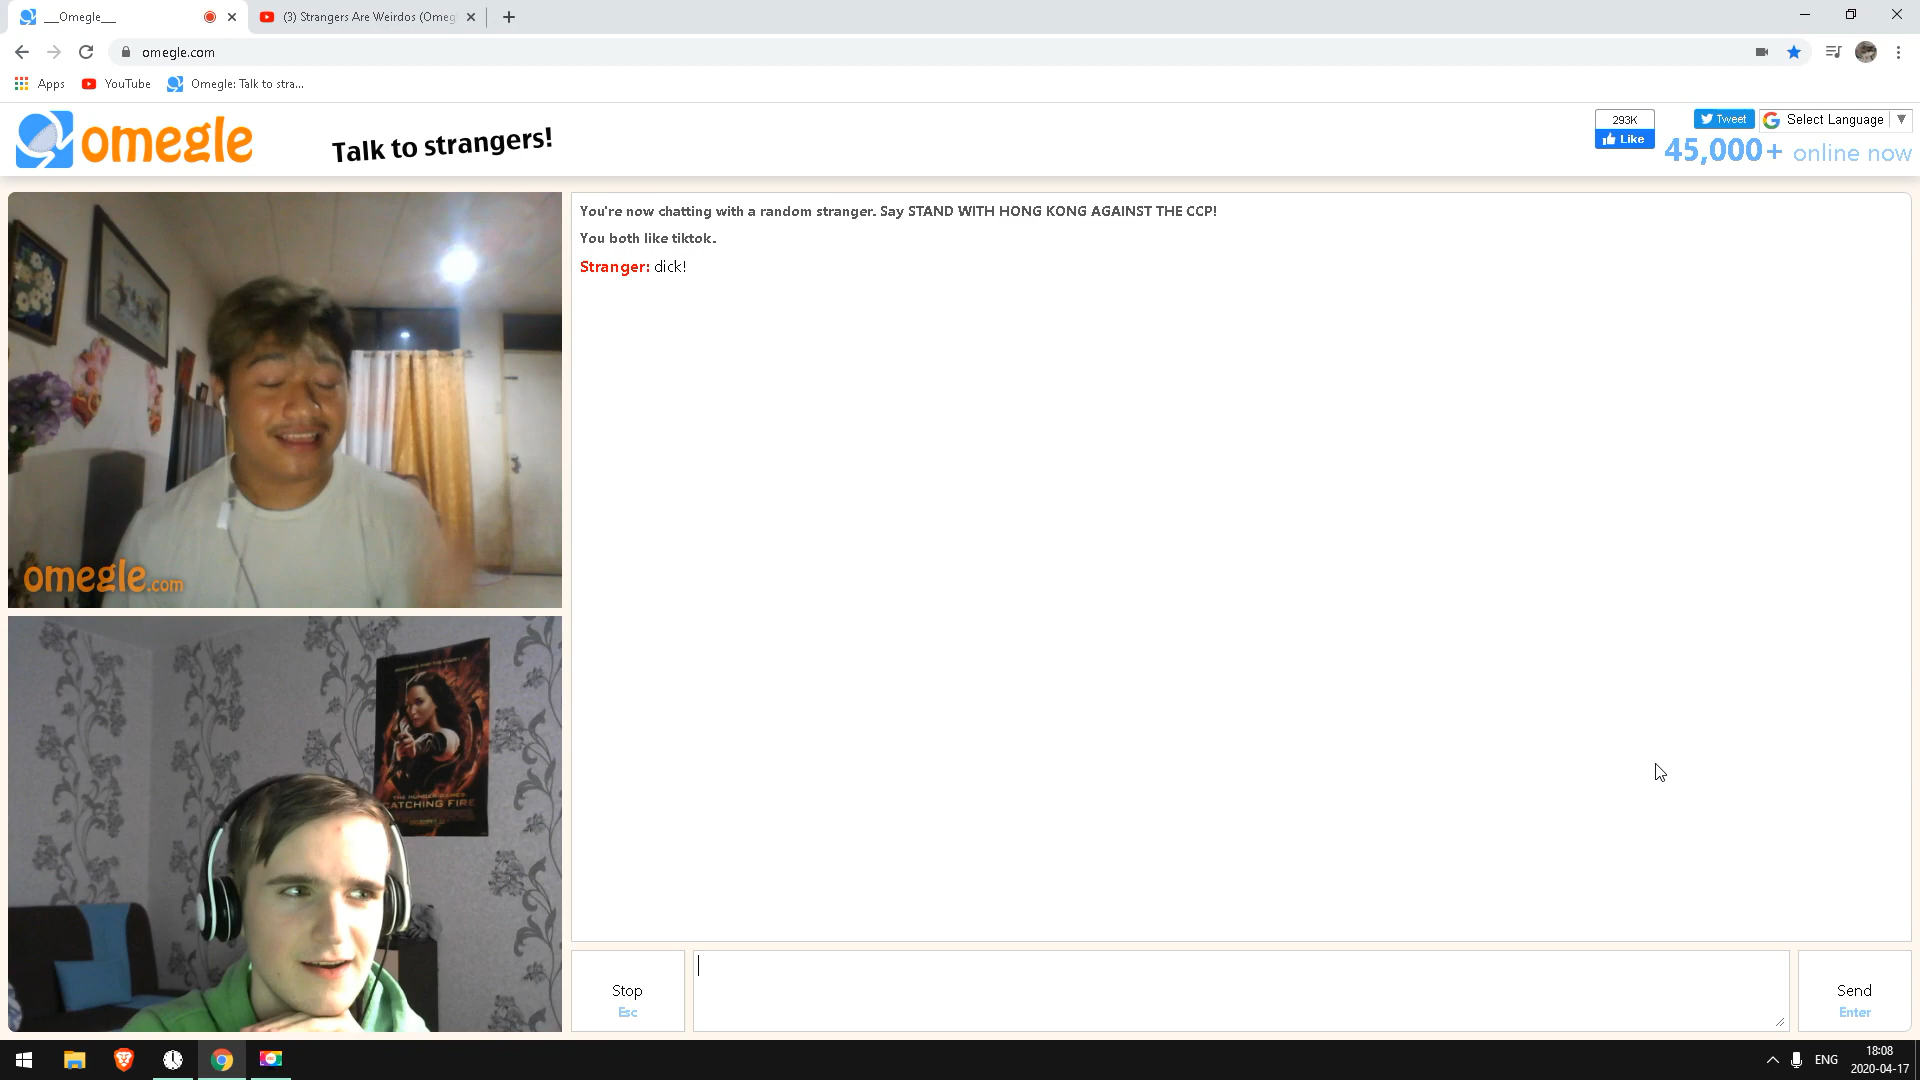 __Omegle__
(3) Strangers Are Weirdos (Omeg
omegle.com
Apps
YouTube
Omegle: Talk to stra...
omegle
Talk to strangers!
293K
Like
Tweet
Select Language
45,000+ online now
You're now chatting with a random stranger. Say STAND WITH HONG KONG AGAINST THE CCP!
You both like tiktok.
Stranger: dick!
omegle.com
THE HUNGER GAMES
CATCHING FIRE
Stop
Esc
Send
Enter
ENG
18:08
2020-04-17